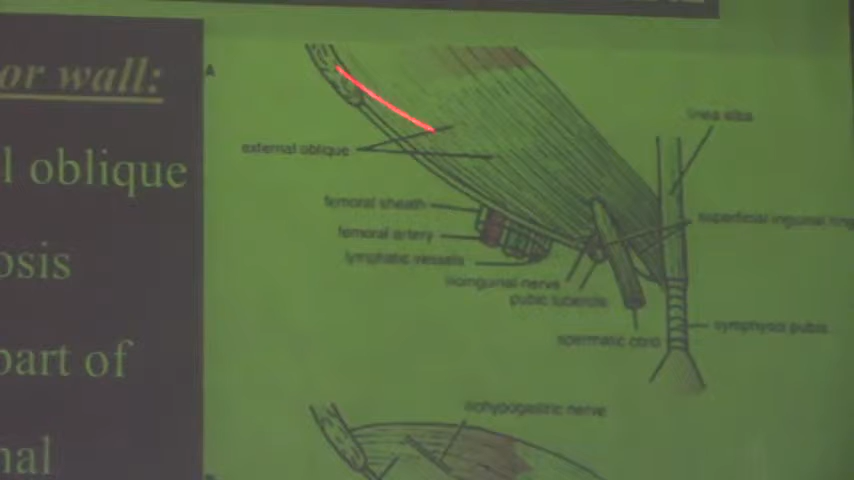 or wall:
l oblique
osis
part of
nal
A
linea alba
external oblique
femoral sheath
superficial inguinal ring
femoral artery
lymphatic vessels
ilioinguinal nerve
pubic tubercle
symphysis pubis
spermatic cord
iliohypogastric nerve